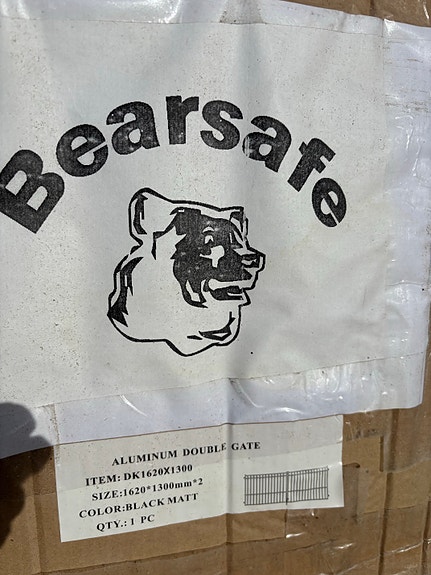 Bearsafe
ALUMINUM DOUBLE GATE
ITEM: DK1620X1300
SIZE:1620*1300mm*2
COLOR:BLACK MATT
QTY.: 1 PC